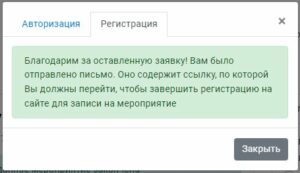 Авторизация Регистрация ×
Благодарим за оставленную заявку! Вам было
отправлено письмо. Оно содержит ссылку, по которой
Вы должны перейти, чтобы завершить регистрацию на
сайте для записи на мероприятие
Закрыть